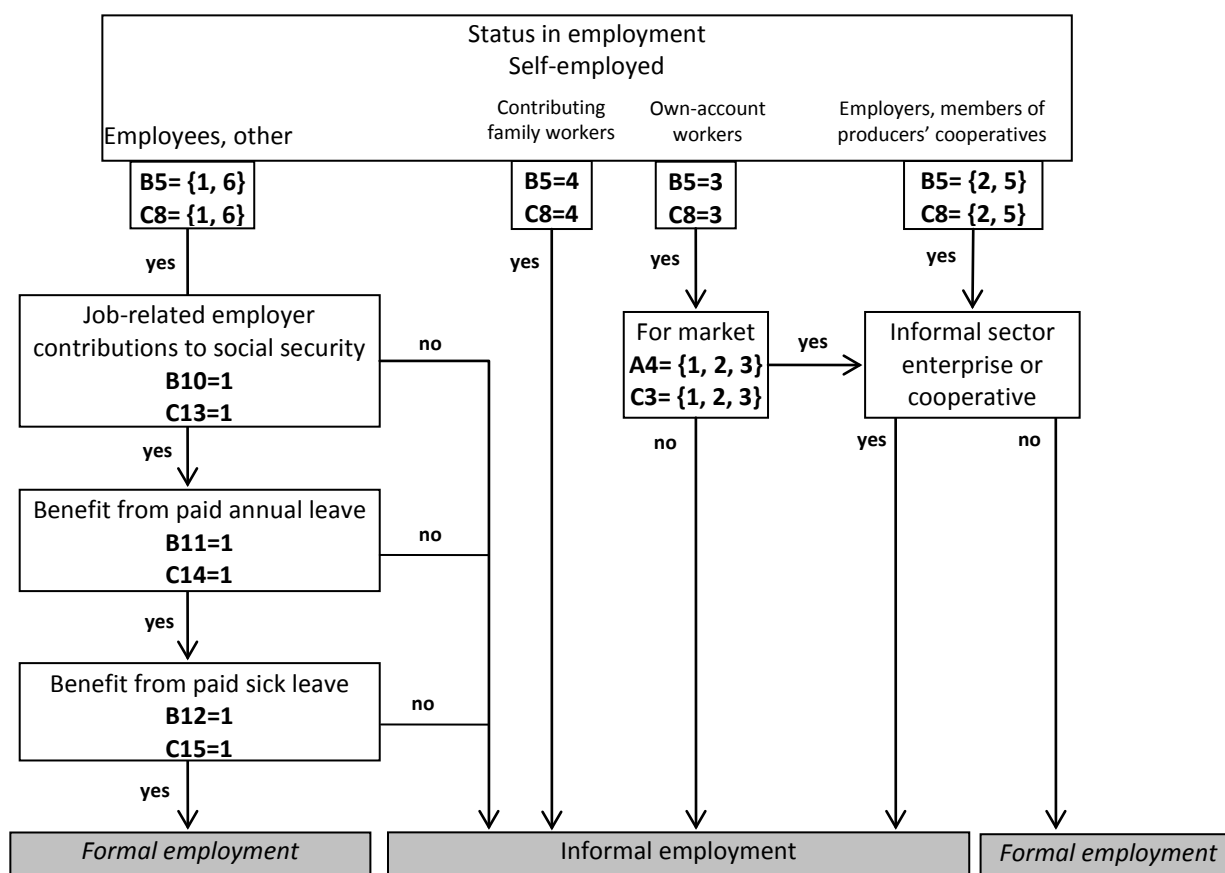 Status in employment
Self-employed
Employees, other
Contributing
family workers
Own-account
workers
Employers, members of
producers’ cooperatives
B5= {1, 6}
C8= {1, 6}
B5=4
C8=4
B5=3
C8=3
B5= {2, 5}
C8= {2, 5}
yes
yes
yes
yes
Job-related employer
contributions to social security
B10=1
C13=1
no
For market
A4= {1, 2, 3}
C3= {1, 2, 3}
yes
Informal sector
enterprise or
cooperative
yes
no
yes
no
Benefit from paid annual leave
B11=1
C14=1
no
yes
Benefit from paid sick leave
B12=1
C15=1
no
yes
Formal employment
Informal employment
Formal employment